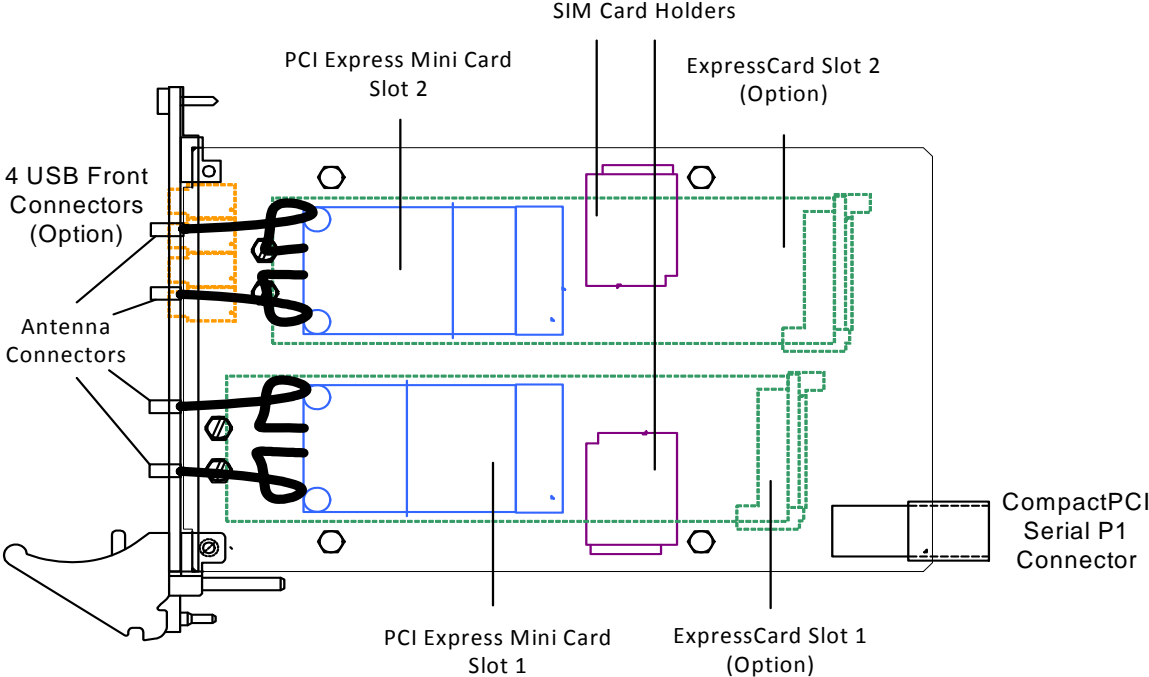 SIM Card Holders
PCI Express Mini Card
Slot 2
ExpressCard Slot 2
(Option)
4 USB Front
Connectors
(Option)
Antenna
Connectors
CompactPCI
Serial P1
Connector
PCI Express Mini Card
Slot 1
ExpressCard Slot 1
(Option)